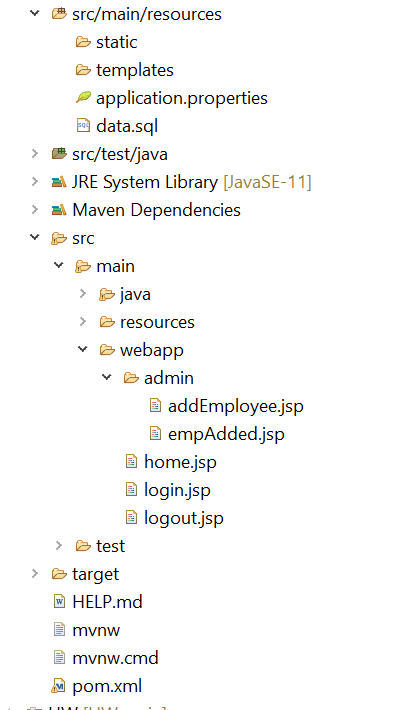 src/main/resources
static
templates
application.properties
data.sql
src/test/java
JRE System Library [JavaSE-11]
Maven Dependencies
src
main
java
resources
webapp
admin
addEmployee.jsp
empAdded.jsp
home.jsp
login.jsp
logout.jsp
test
target
HELP.md
mvnw
mvnw.cmd
pom.xml